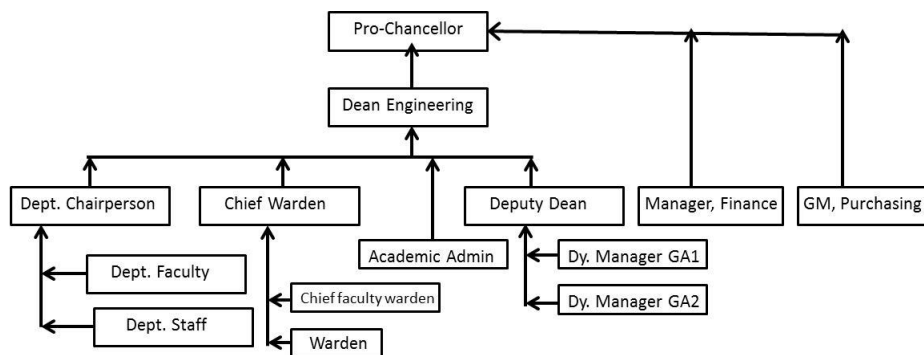 Pro-Chancellor
Dean Engineering
Dept. Chairperson
Chief Warden
Deputy Dean
Manager, Finance
GM, Purchasing
Academic Admin
Dy. Manager GA1
Dept. Faculty
Chief faculty warden
Dy. Manager GA2
Dept. Staff
Warden